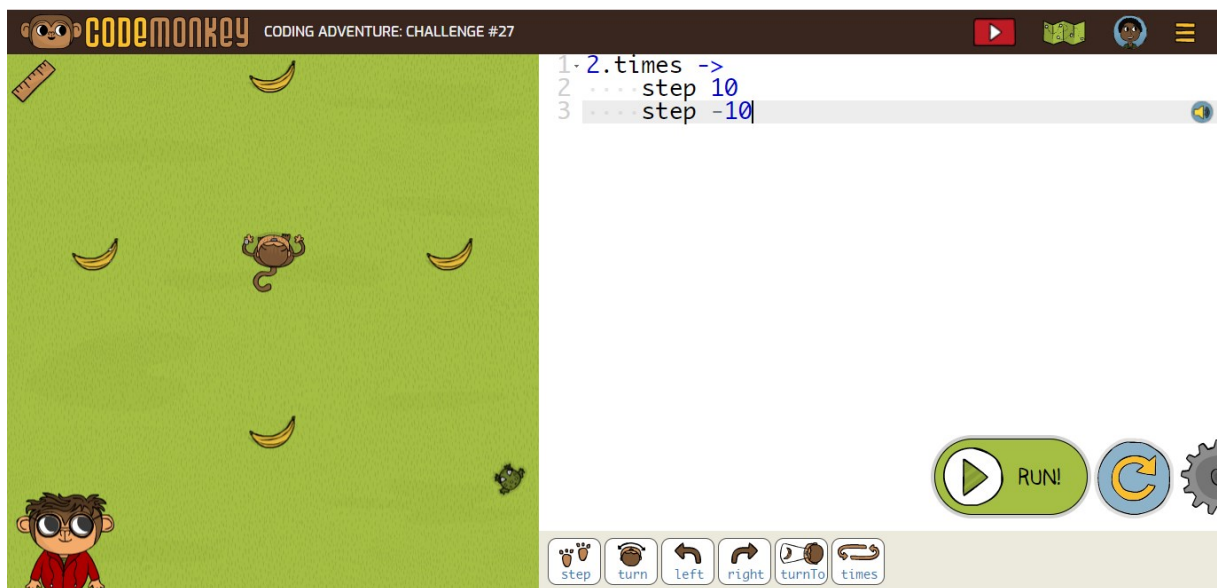 CODEMONKEY CODING ADVENTURE: CHALLENGE #27
1 2.times ->
2 step 10
3 step -10
RUN!
step turn left right turnTo times